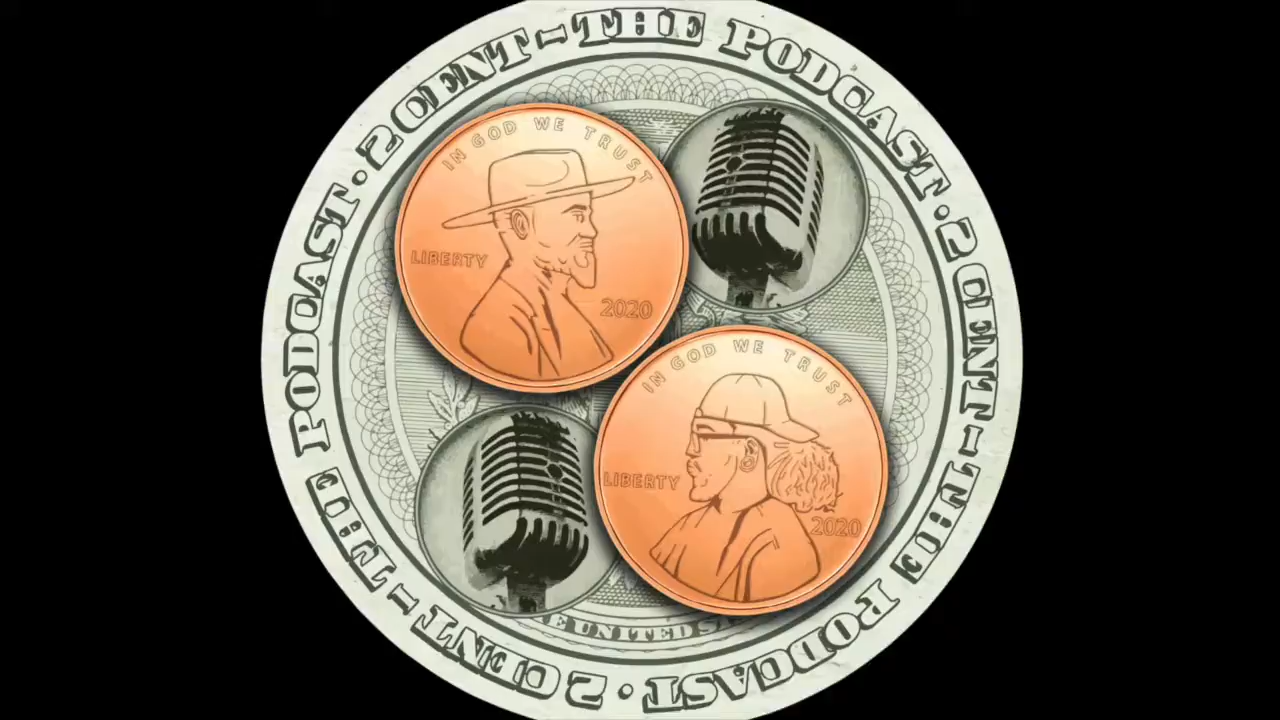 2 CENT - THE PODCAST • 2 CENT - THE PODCAST • 2 CENT - THE PODCAST •
IN GOD WE TRUST
LIBERTY
2020
IN GOD WE TRUST
LIBERTY
2020
E UNITED S